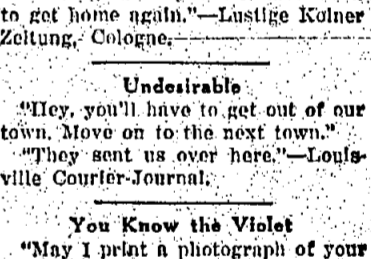 to get home again."—Lustige Kolner
Zeitung, Cologne.
Undesirable
"Hey, you'll have to get out of our
town. Move on to the next town."
"They sent us over here."—Louis-
ville Courier-Journal.
You Know the Violet
"May I print a photograph of your